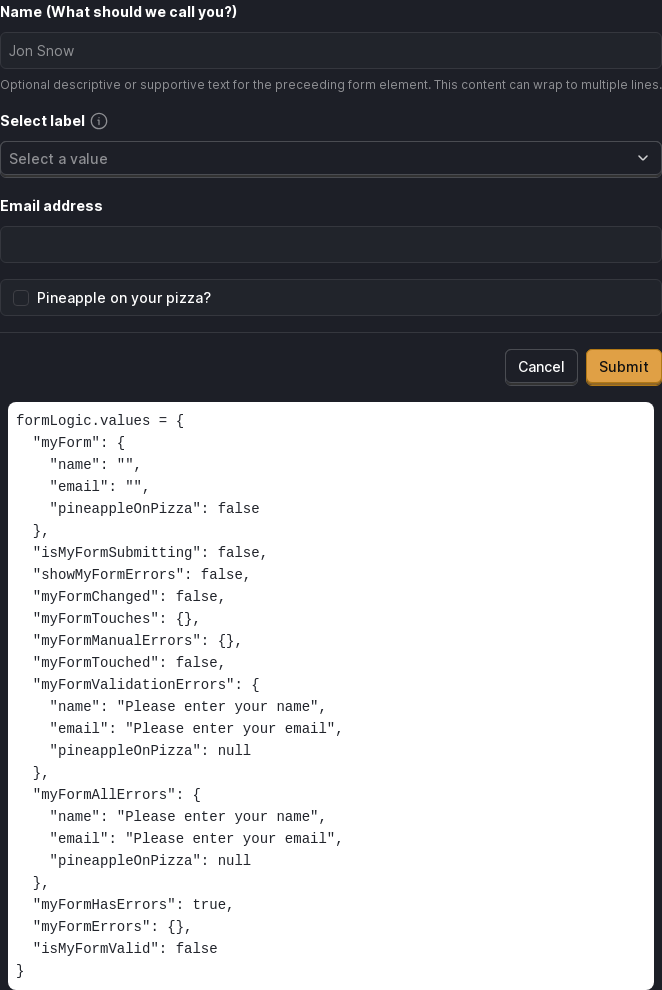 Name (What should we call you?)
Jon Snow
Optional descriptive or supportive text for the preceeding form element. This content can wrap to multiple lines.
Select label
Select a value
Email address
Pineapple on your pizza?
Cancel Submit
formLogic.values = {
  "myForm": {
    "name": "",
    "email": "",
    "pineappleOnPizza": false
  },
  "isMyFormSubmitting": false,
  "showMyFormErrors": false,
  "myFormChanged": false,
  "myFormTouches": {},
  "myFormManualErrors": {},
  "myFormTouched": false,
  "myFormValidationErrors": {
    "name": "Please enter your name",
    "email": "Please enter your email",
    "pineappleOnPizza": null
  },
  "myFormAllErrors": {
    "name": "Please enter your name",
    "email": "Please enter your email",
    "pineappleOnPizza": null
  },
  "myFormHasErrors": true,
  "myFormErrors": {},
  "isMyFormValid": false
}